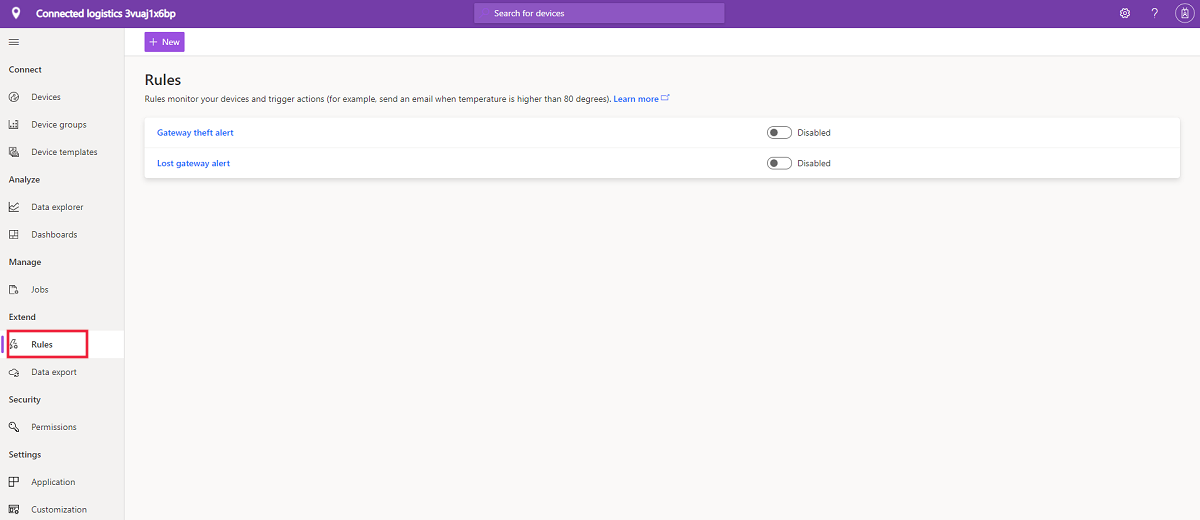 Connected logistics 3vuaj1x6bp
Search for devices
?
+ New
Connect
Devices
Device groups
Device templates
Analyze
Data explorer
Dashboards
Manage
Jobs
Extend
Rules
Data export
Security
Permissions
Settings
Application
Customization
Rules
Rules monitor your devices and trigger actions (for example, send an email when temperature is higher than 80 degrees). Learn more
Gateway theft alert Disabled
Lost gateway alert Disabled